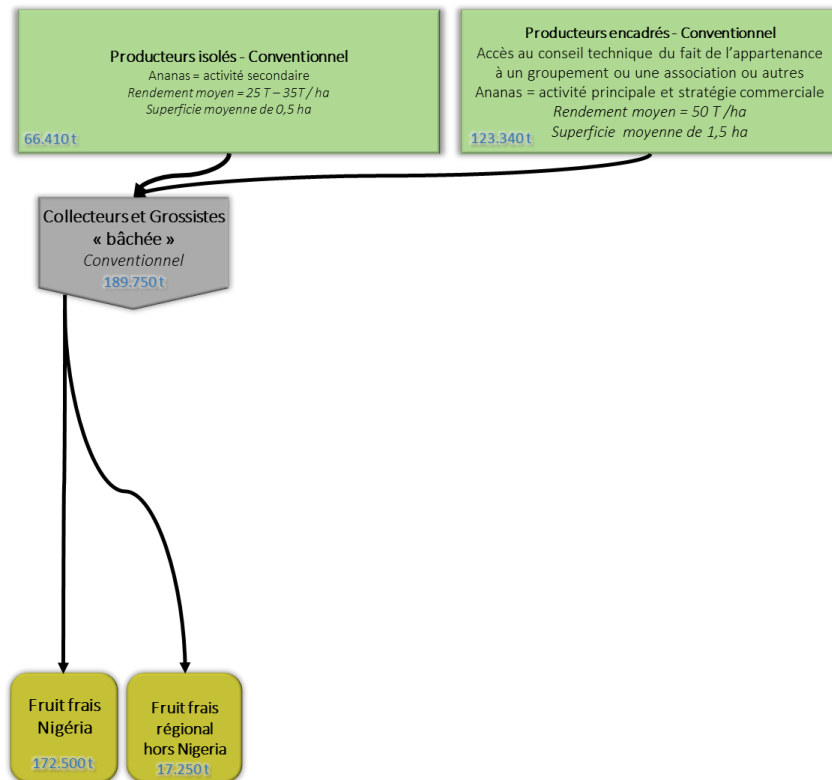 Producteurs isolés - Conventionnel
Ananas = activité secondaire
Rendement moyen = 25 T – 35T / ha
Superficie moyenne de 0,5 ha
66.410 t
Producteurs encadrés - Conventionnel
Accès au conseil technique du fait de l’appartenance
à un groupement ou une association ou autres
Ananas = activité principale et stratégie commerciale
Rendement moyen = 50 T /ha
Superficie moyenne de 1,5 ha
123.340 t
Collecteurs et Grossistes
« bâchée »
Conventionnel
189.750 t
Fruit frais
Nigéria
172.500 t
Fruit frais
régional
hors Nigeria
17.250 t